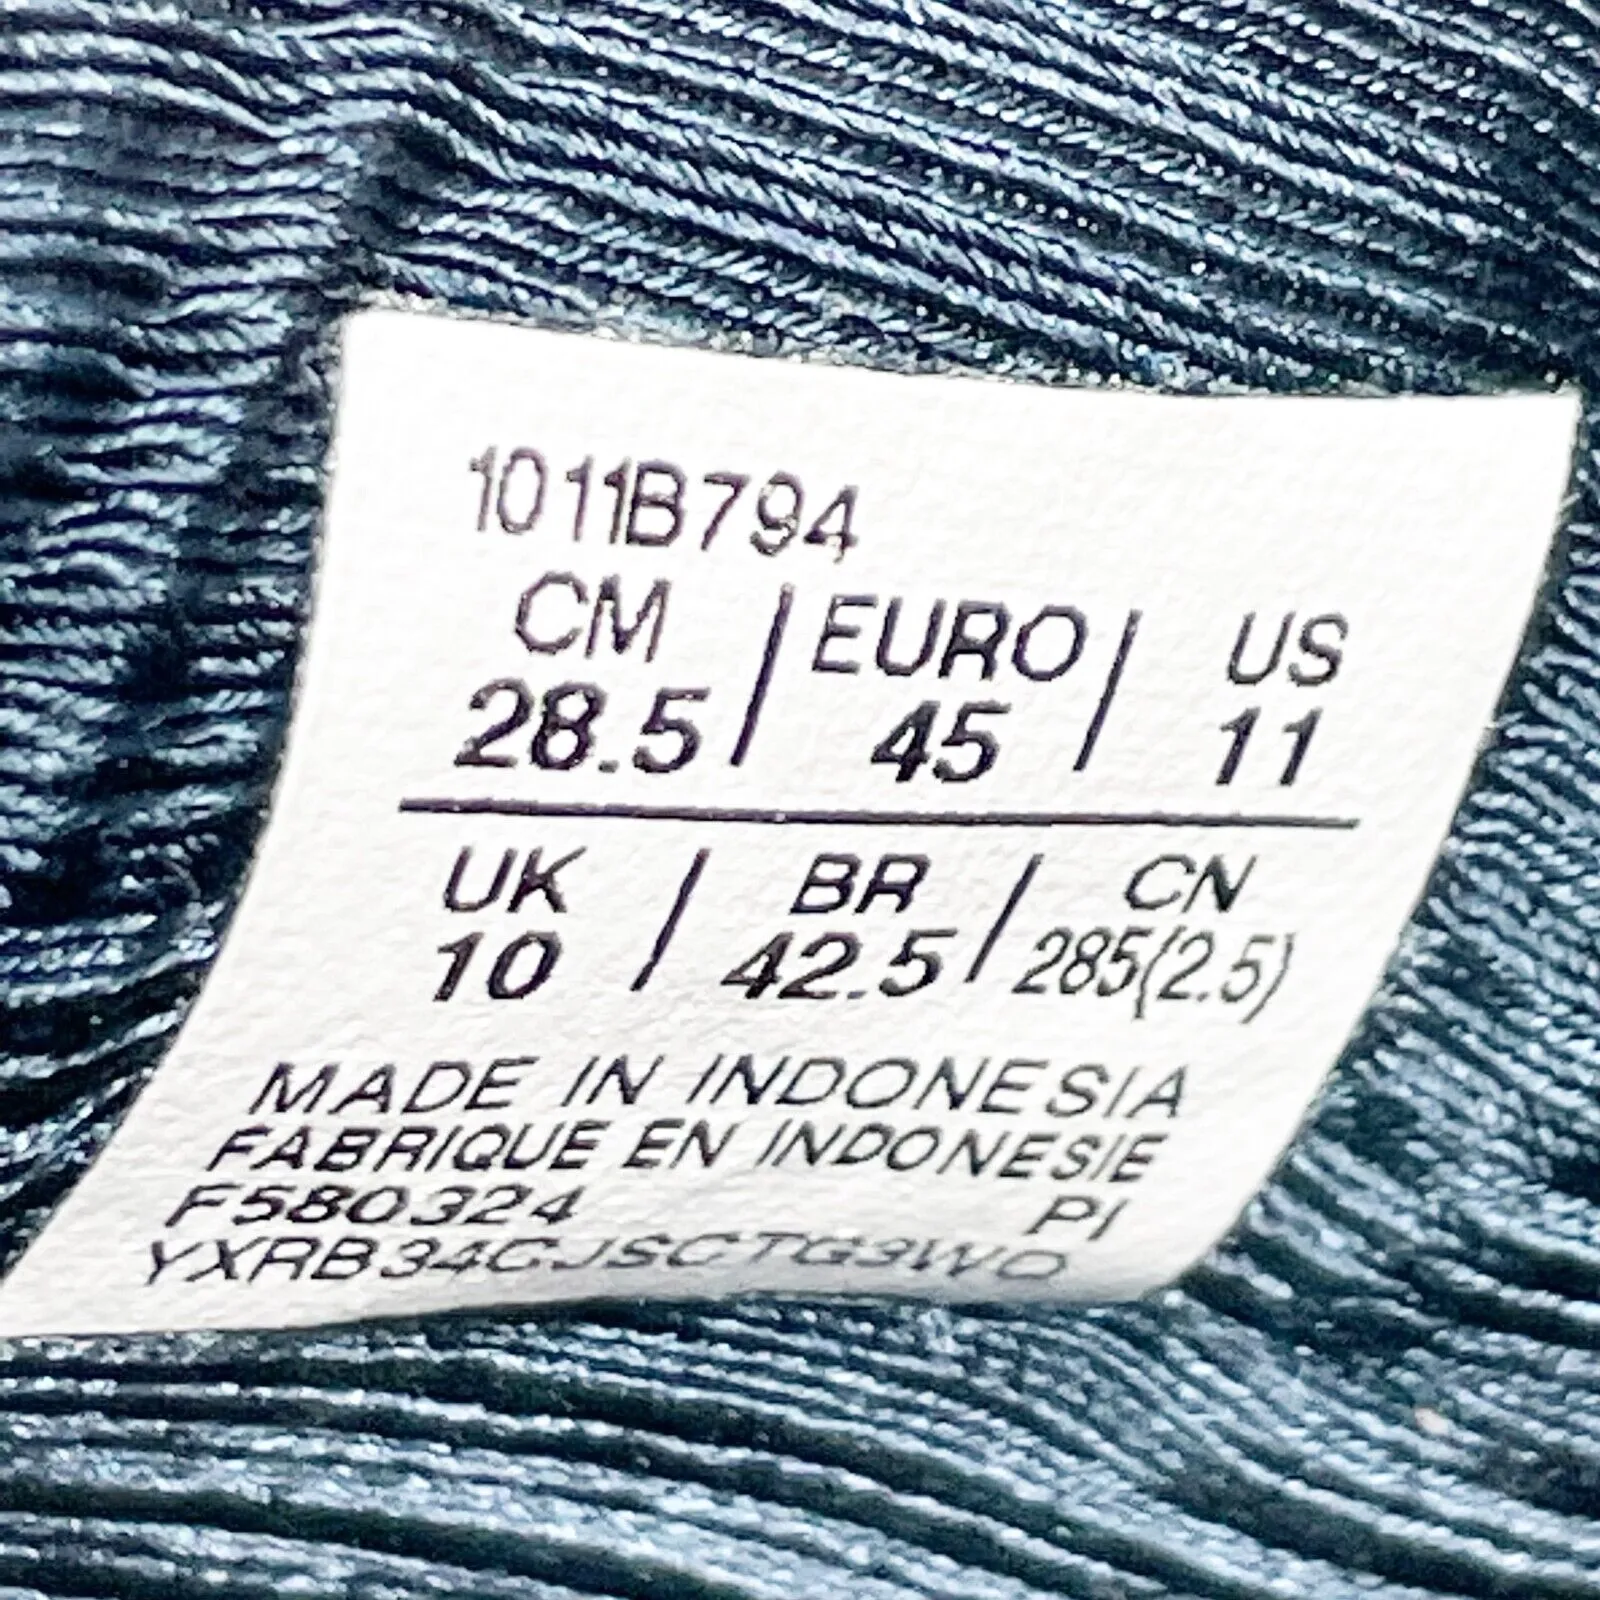 1011B794
CM | EURO | US
28.5 | 45 | 11
UK | BR | CN
10 | 42.5 | 285(2.5)
MADE IN INDONESIA
FABRIQUE EN INDONESIE
F580324 PI
YXRB34CJSCTG3WO